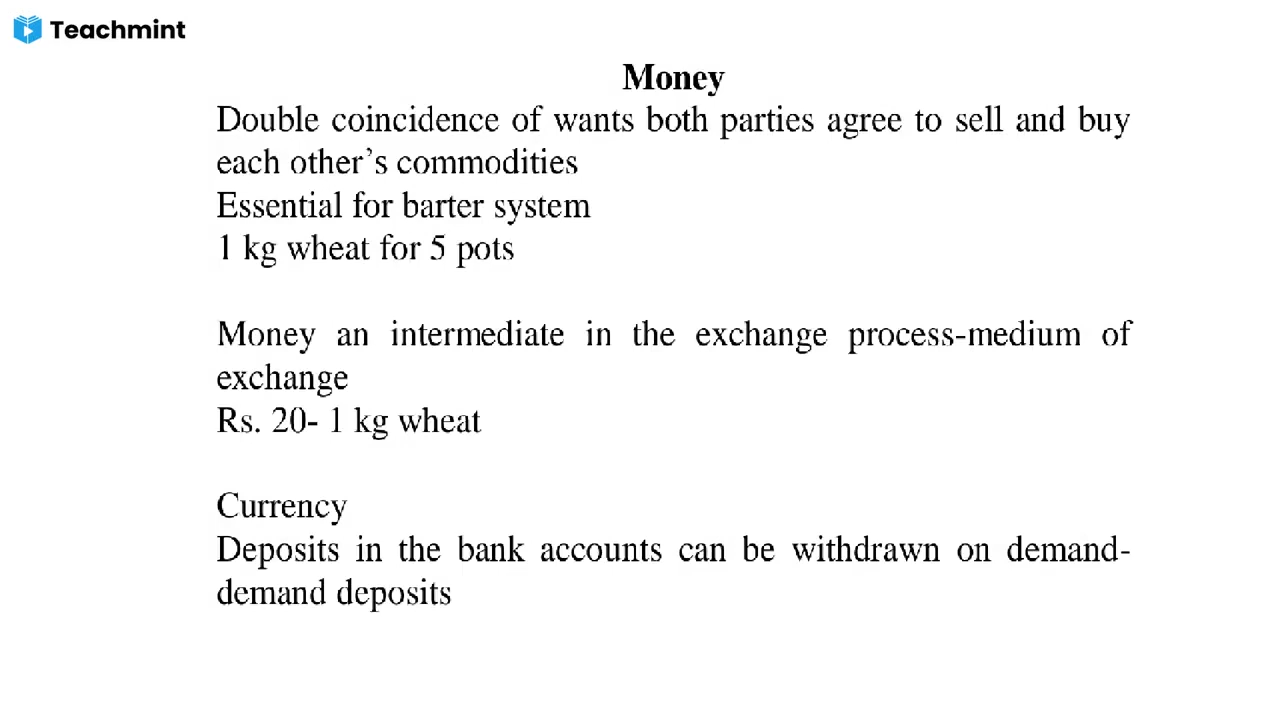 Teachmint
Money
Double coincidence of wants both parties agree to sell and buy
each other’s commodities
Essential for barter system
1 kg wheat for 5 pots
Money an intermediate in the exchange process-medium of
exchange
Rs. 20- 1 kg wheat
Currency
Deposits in the bank accounts can be withdrawn on demand-
demand deposits